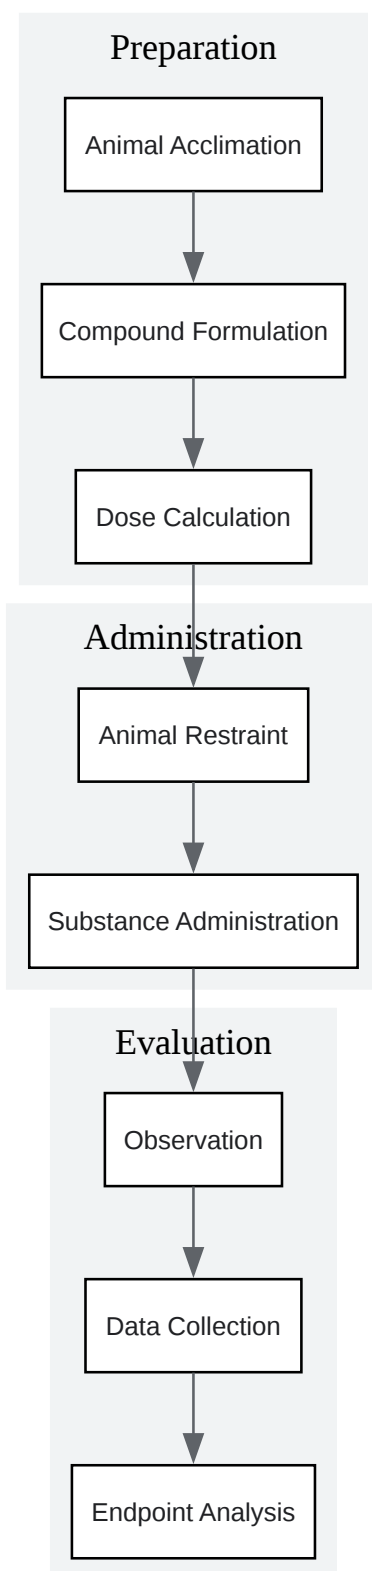 Preparation
Animal Acclimation
Compound Formulation
Dose Calculation
Administration
Animal Restraint
Substance Administration
Evaluation
Observation
Data Collection
Endpoint Analysis